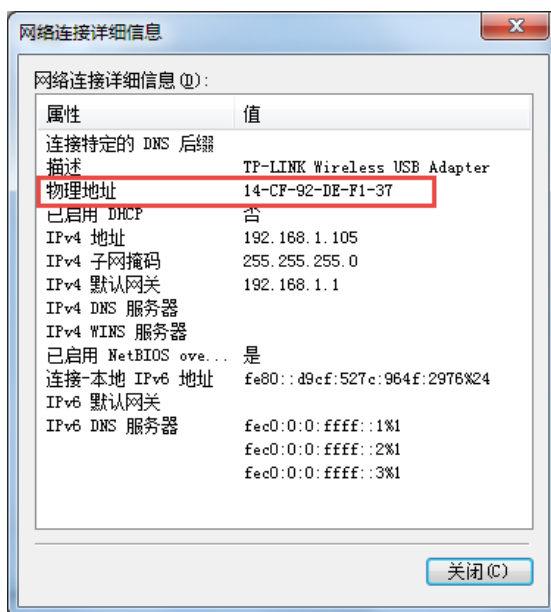 网络连接详细信息
网络连接详细信息(D):
属性 值
连接特定的 DNS 后缀
描述 TP-LINK Wireless USB Adapter
物理地址 14-CF-92-DE-F1-37
已启用 DHCP 否
IPv4 地址 192.168.1.105
IPv4 子网掩码 255.255.255.0
IPv4 默认网关 192.168.1.1
IPv4 DNS 服务器
IPv4 WINS 服务器
已启用 NetBIOS ove... 是
连接-本地 IPv6 地址 fe80::d9cf:527c:964f:2976%24
IPv6 默认网关
IPv6 DNS 服务器 fec0:0:0:ffff::1%1
fec0:0:0:ffff::2%1
fec0:0:0:ffff::3%1
关闭(C)